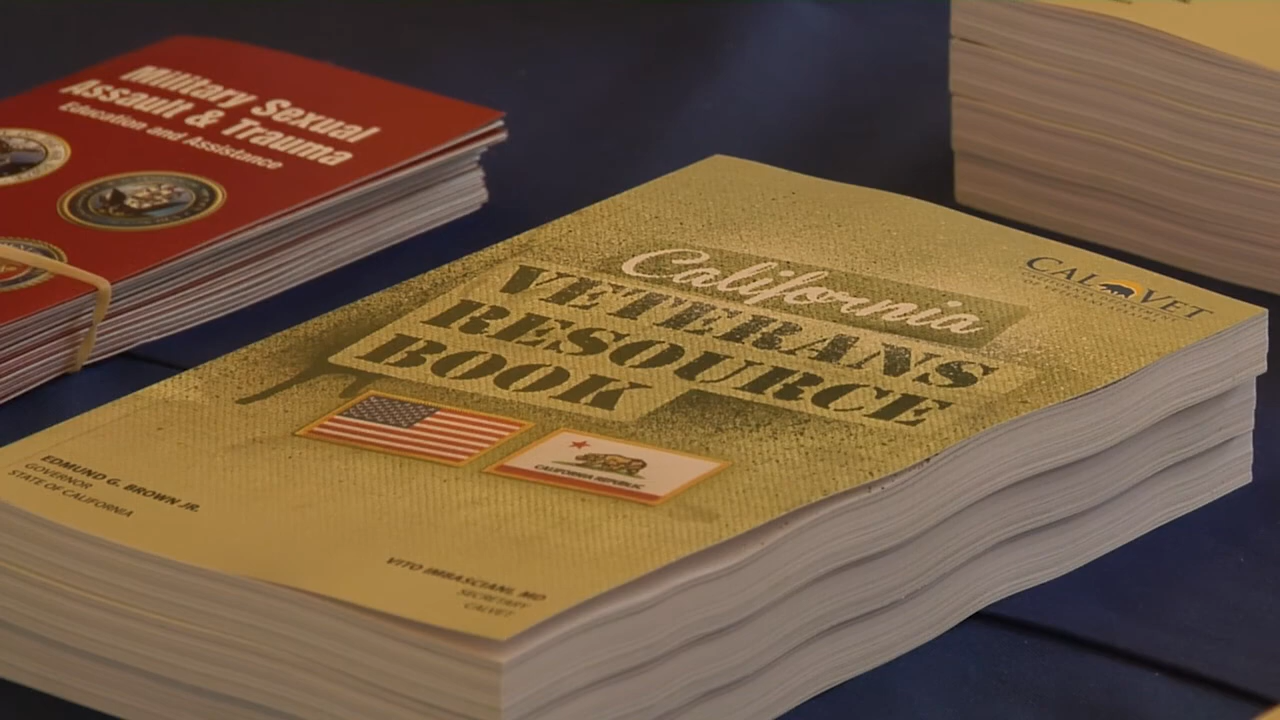 Military Sexual
Assault & Trauma
Education and Assistance
CALVET
California
VETERANS
RESOURCE
BOOK
CALIFORNIA REPUBLIC
EDMUND G. BROWN JR.
GOVERNOR
STATE OF CALIFORNIA
VITO IMBASCIANI, MD
SECRETARY
CALVET